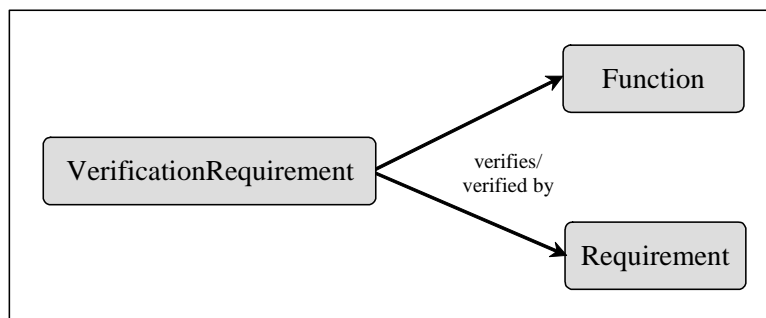 Function
VerificationRequirement
verifies/
verified by
Requirement